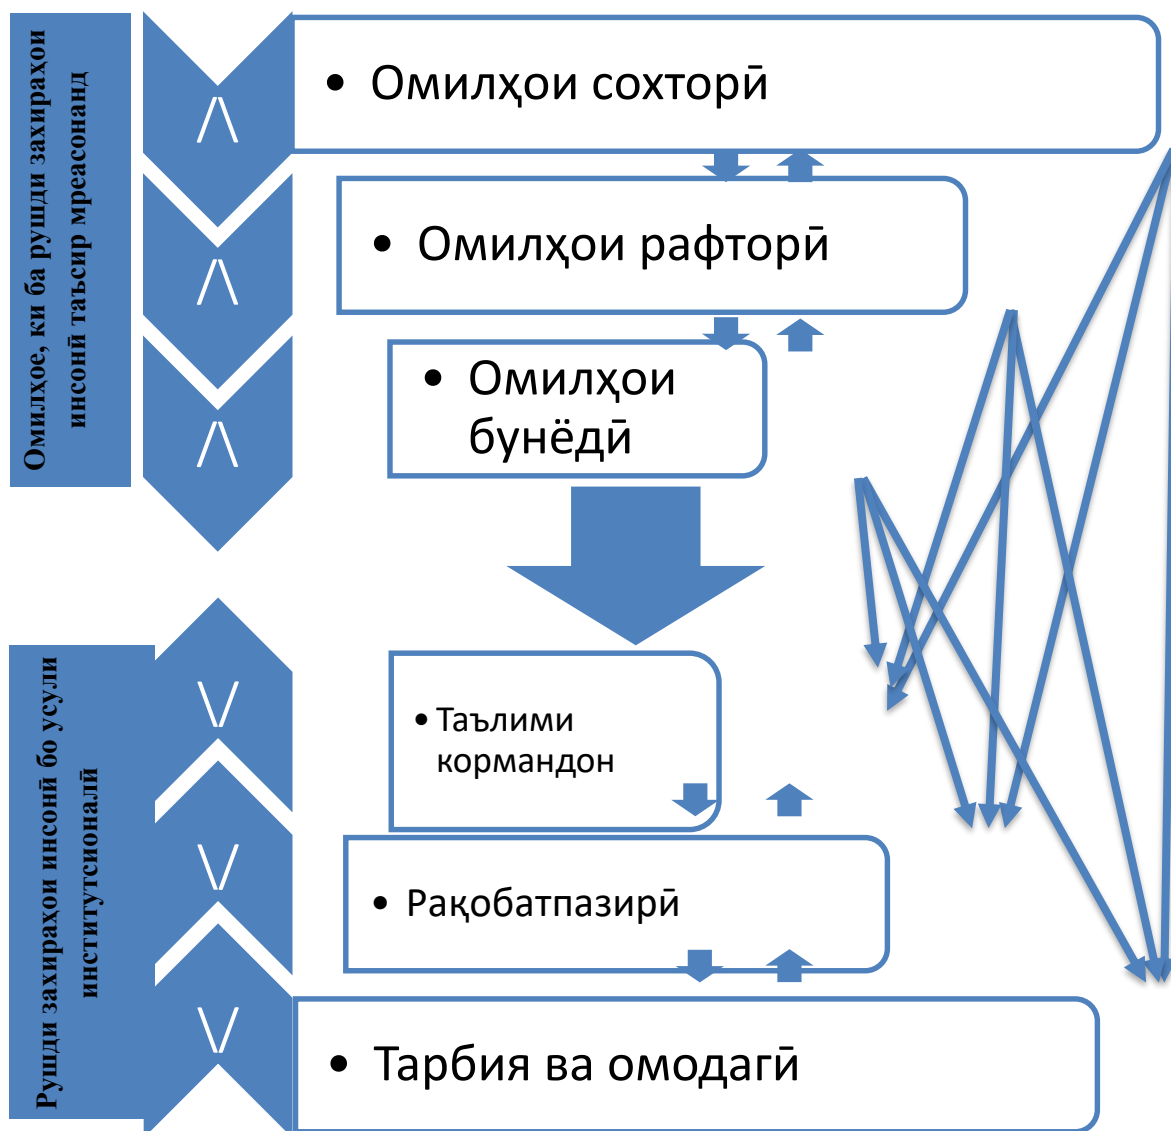 Омилҳое, ки ба рушди захираҳои
инсонӣ таъсир мреасонанд
/\
• Омилҳои сохторӣ
/\
• Омилҳои рафторӣ
/\
• Омилҳои
бунёдӣ
Рушди захираҳои инсонӣ бо усули
институтсионалӣ
\/
• Таълими
кормандон
\/
• Рақобатпазирӣ
\/
• Тарбия ва омодагӣ